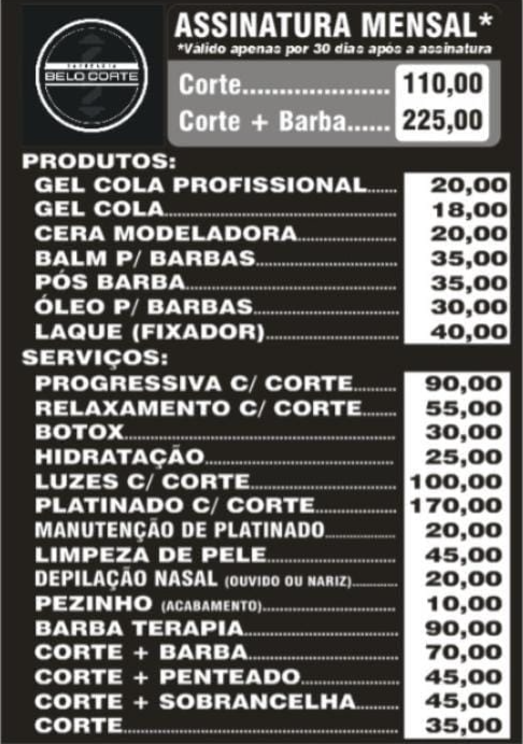 BARBEARIA
BELO CORTE
ASSINATURA MENSAL*
*Válido apenas por 30 dias após a assinatura
Corte..................... 110,00
Corte + Barba...... 225,00
PRODUTOS:
GEL COLA PROFISSIONAL...... 20,00
GEL COLA........................................ 18,00
CERA MODELADORA................. 20,00
BALM P/ BARBAS........................ 35,00
PÓS BARBA................................... 35,00
ÓLEO P/ BARBAS........................ 30,00
LAQUE (FIXADOR)...................... 40,00
SERVIÇOS:
PROGRESSIVA C/ CORTE......... 90,00
RELAXAMENTO C/ CORTE....... 55,00
BOTOX.............................................. 30,00
HIDRATAÇÃO................................ 25,00
LUZES C/ CORTE........................ 100,00
PLATINADO C/ CORTE.............. 170,00
MANUTENÇÃO DE PLATINADO............ 20,00
LIMPEZA DE PELE...................... 45,00
DEPILAÇÃO NASAL (OUVIDO OU NARIZ).......... 20,00
PEZINHO (ACABAMENTO)...................... 10,00
BARBA TERAPIA.......................... 90,00
CORTE + BARBA.......................... 70,00
CORTE + PENTEADO.................. 45,00
CORTE + SOBRANCELHA........ 45,00
CORTE.............................................. 35,00